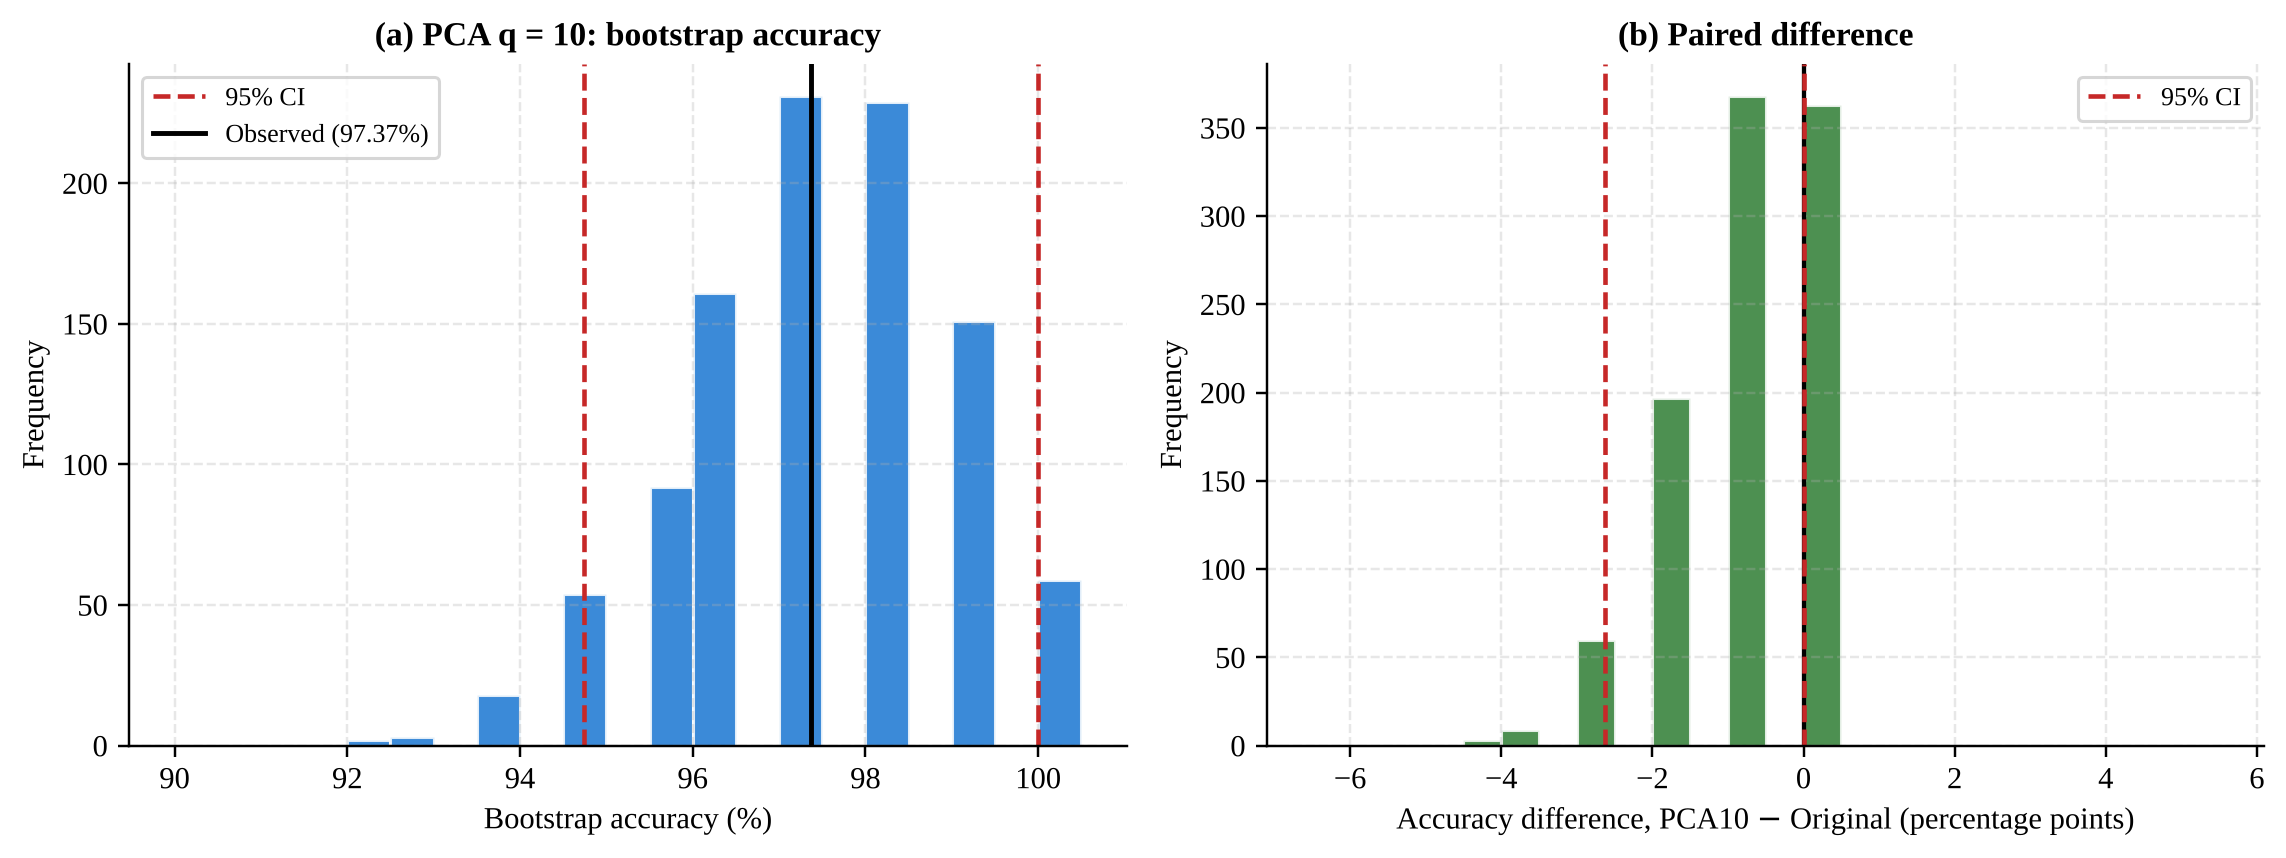 (a) PCA q = 10: bootstrap accuracy
95% CI
Observed (97.37%)
Frequency
200
150
100
50
0
90 92 94 96 98 100
Bootstrap accuracy (%)
(b) Paired difference
95% CI
Frequency
350
300
250
200
150
100
50
0
−6 −4 −2 0 2 4 6
Accuracy difference, PCA10 − Original (percentage points)